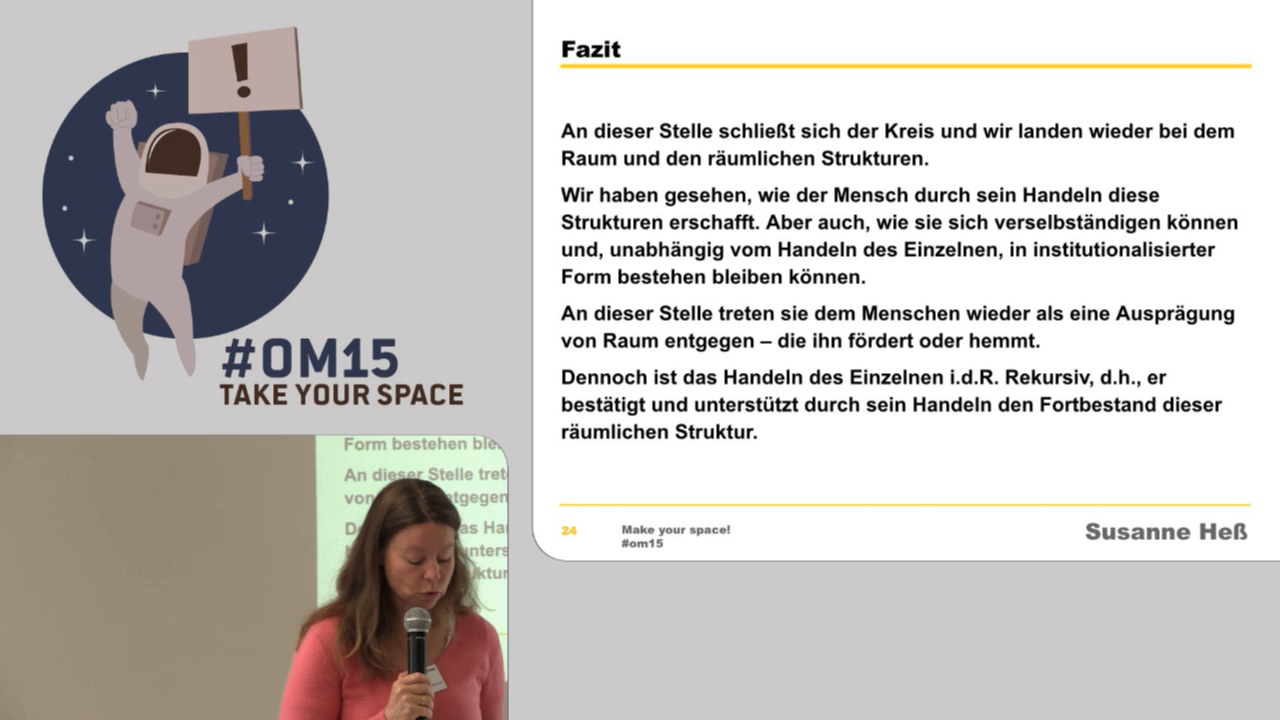 !
#OM15
TAKE YOUR SPACE
Fazit
An dieser Stelle schließt sich der Kreis und wir landen wieder bei dem
Raum und den räumlichen Strukturen.
Wir haben gesehen, wie der Mensch durch sein Handeln diese
Strukturen erschafft. Aber auch, wie sie sich verselbständigen können
und, unabhängig vom Handeln des Einzelnen, in institutionalisierter
Form bestehen bleiben können.
An dieser Stelle treten sie dem Menschen wieder als eine Ausprägung
von Raum entgegen – die ihn fördert oder hemmt.
Dennoch ist das Handeln des Einzelnen i.d.R. Rekursiv, d.h., er
bestätigt und unterstützt durch sein Handeln den Fortbestand dieser
räumlichen Struktur.
24
Make your space!
#om15
Susanne Heß
Form bestehen
An dieser Stelle
von